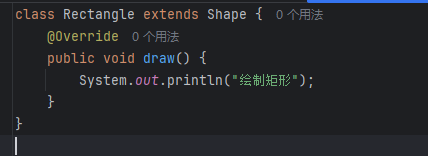 class Rectangle extends Shape { 0 个用法
    @Override 0 个用法
    public void draw() {
        System.out.println("绘制矩形");
    }
}